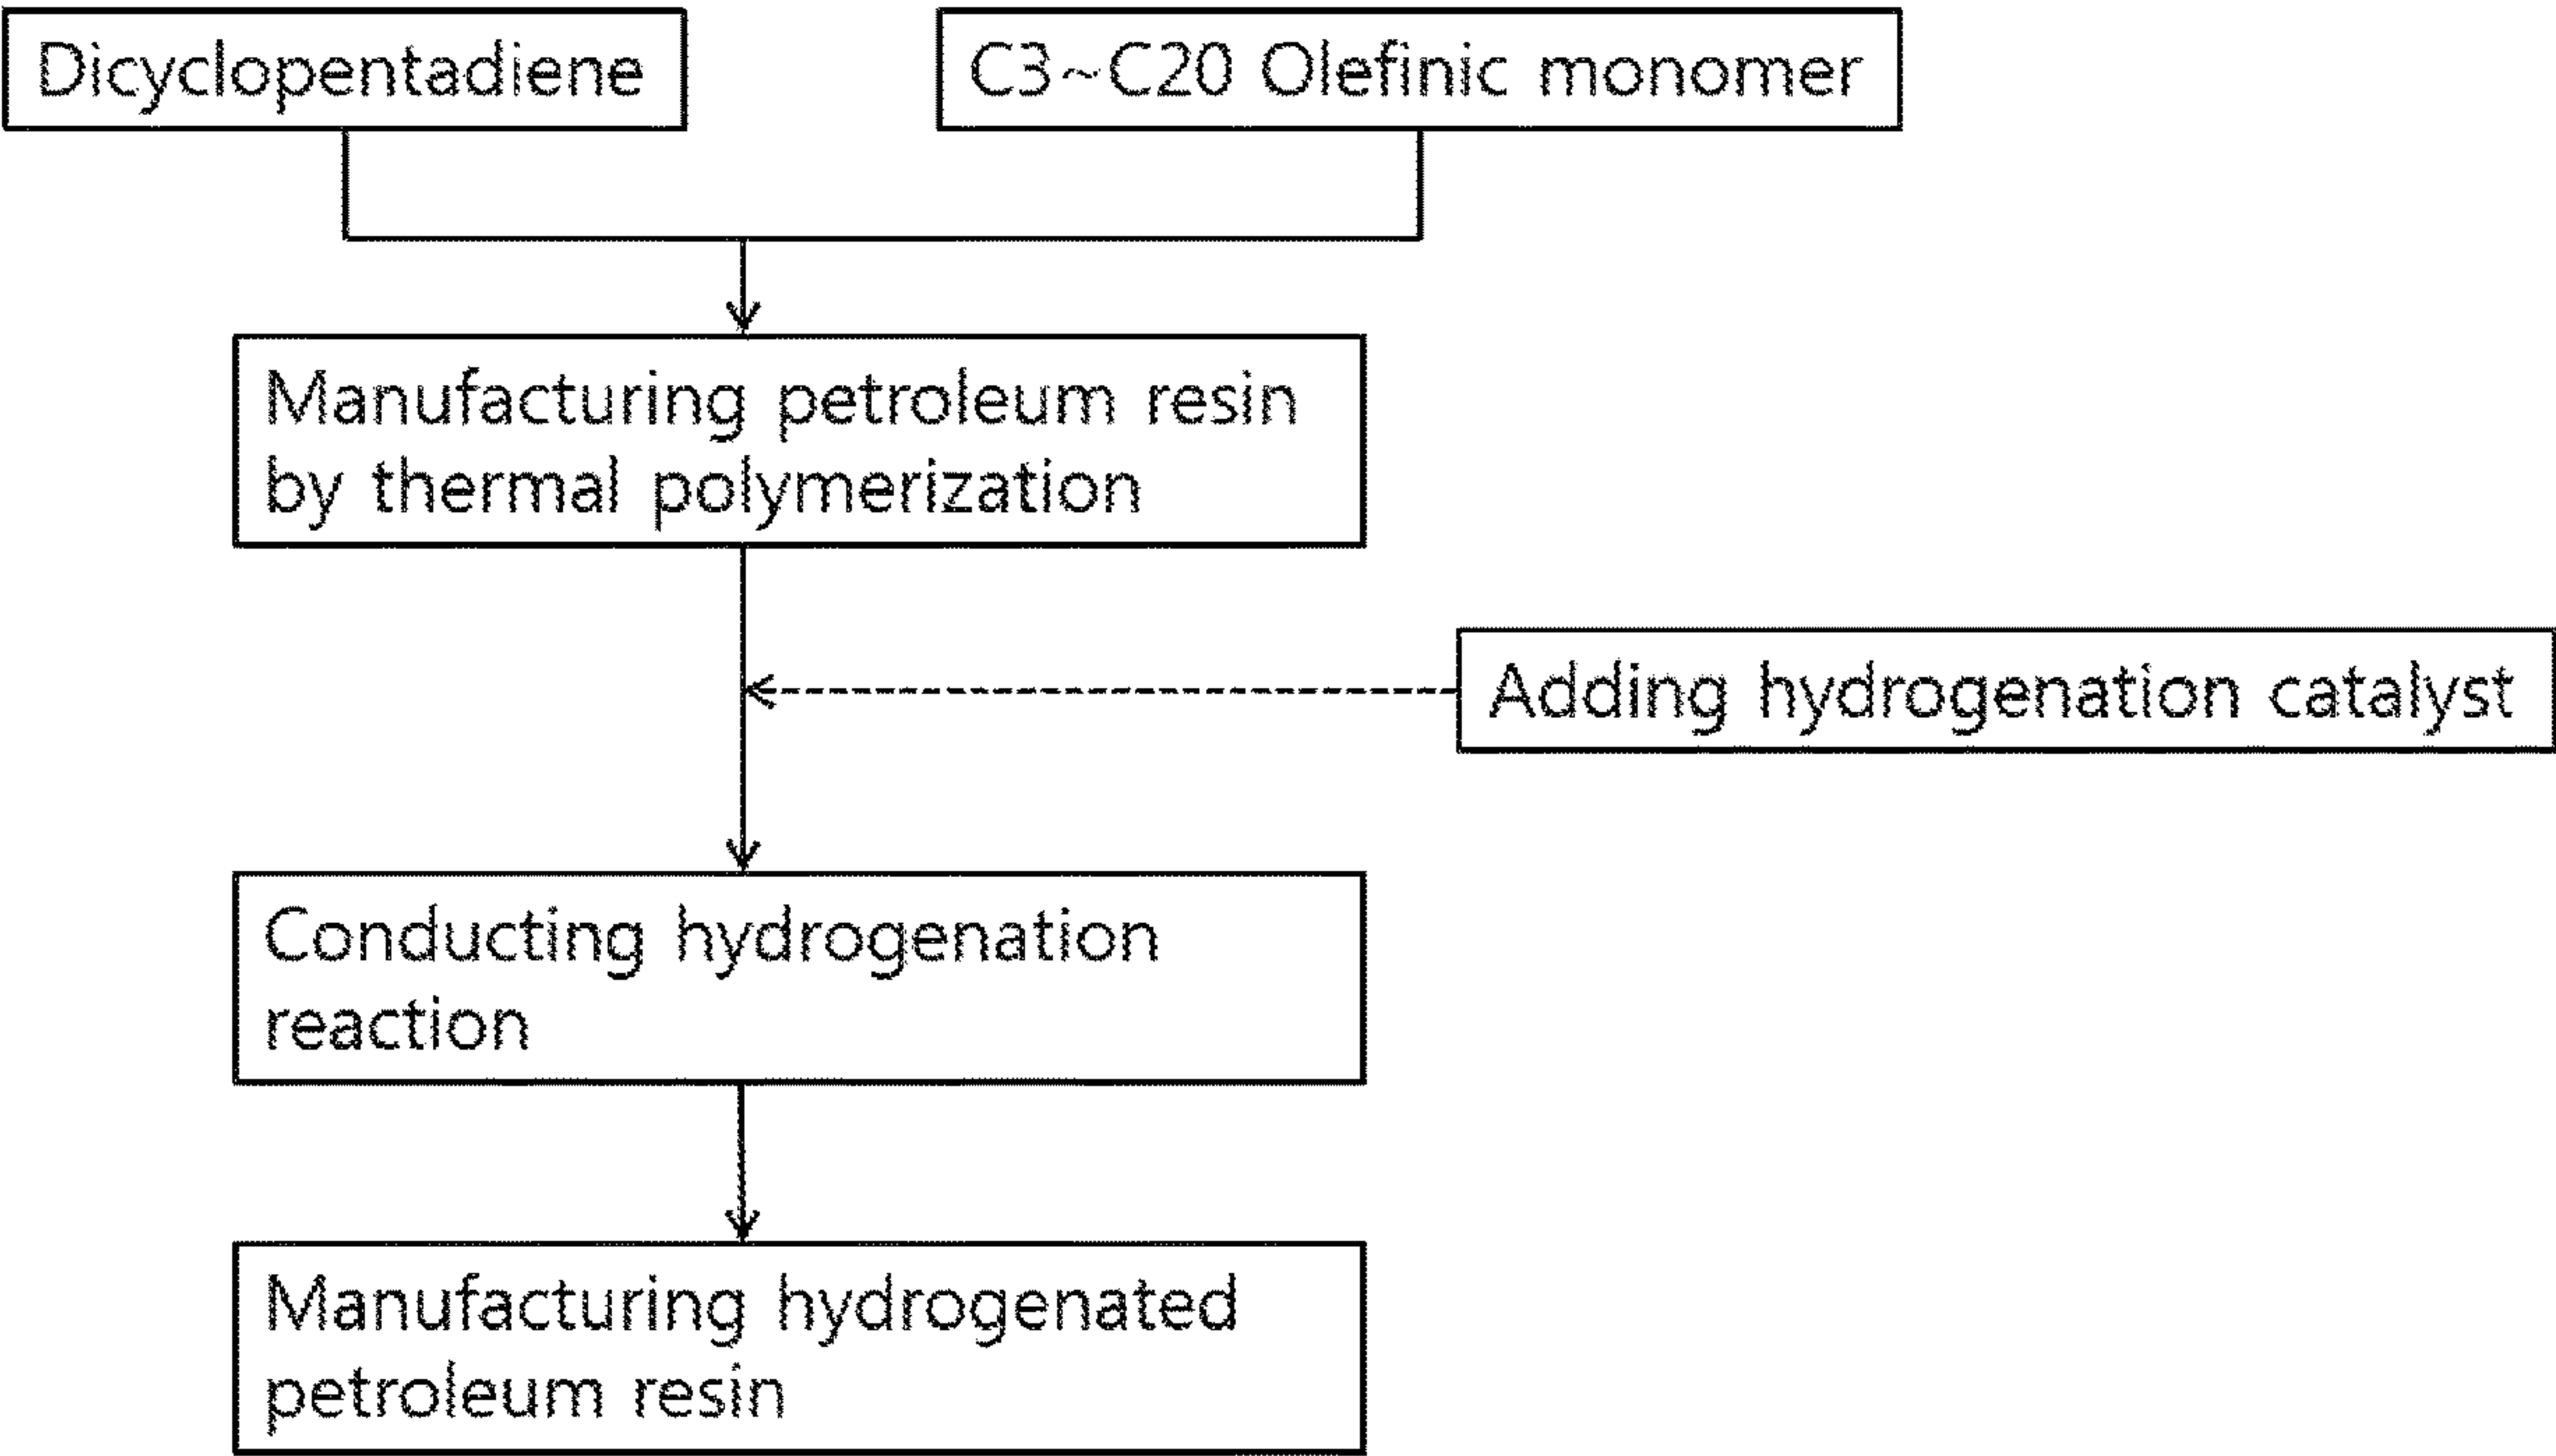 Dicyclopentadiene
C3~C20 Olefinic monomer
Manufacturing petroleum resin
by thermal polymerization
Adding hydrogenation catalyst
Conducting hydrogenation
reaction
Manufacturing hydrogenated
petroleum resin